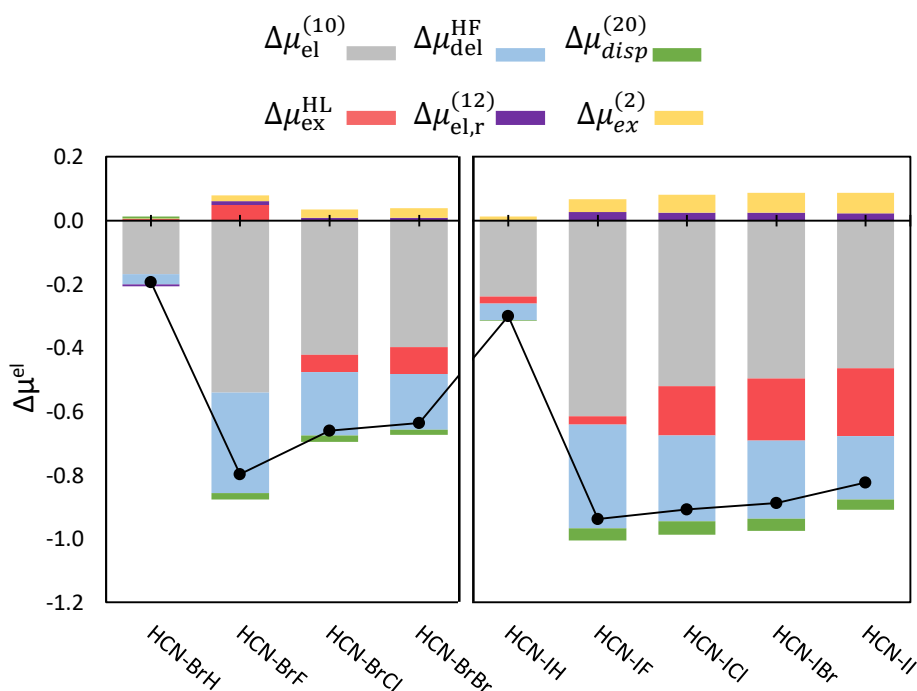 Δμ_el^(10) Δμ_del^HF Δμ_disp^(20)
Δμ_ex^HL Δμ_el,r^(12) Δμ_ex^(2)
0.2
0.0
-0.2
-0.4
-0.6
-0.8
-1.0
-1.2
Δμ^el
HCN-BrH
HCN-BrF
HCN-BrCl
HCN-BrBr
HCN-IH
HCN-IF
HCN-ICl
HCN-IBr
HCN-II